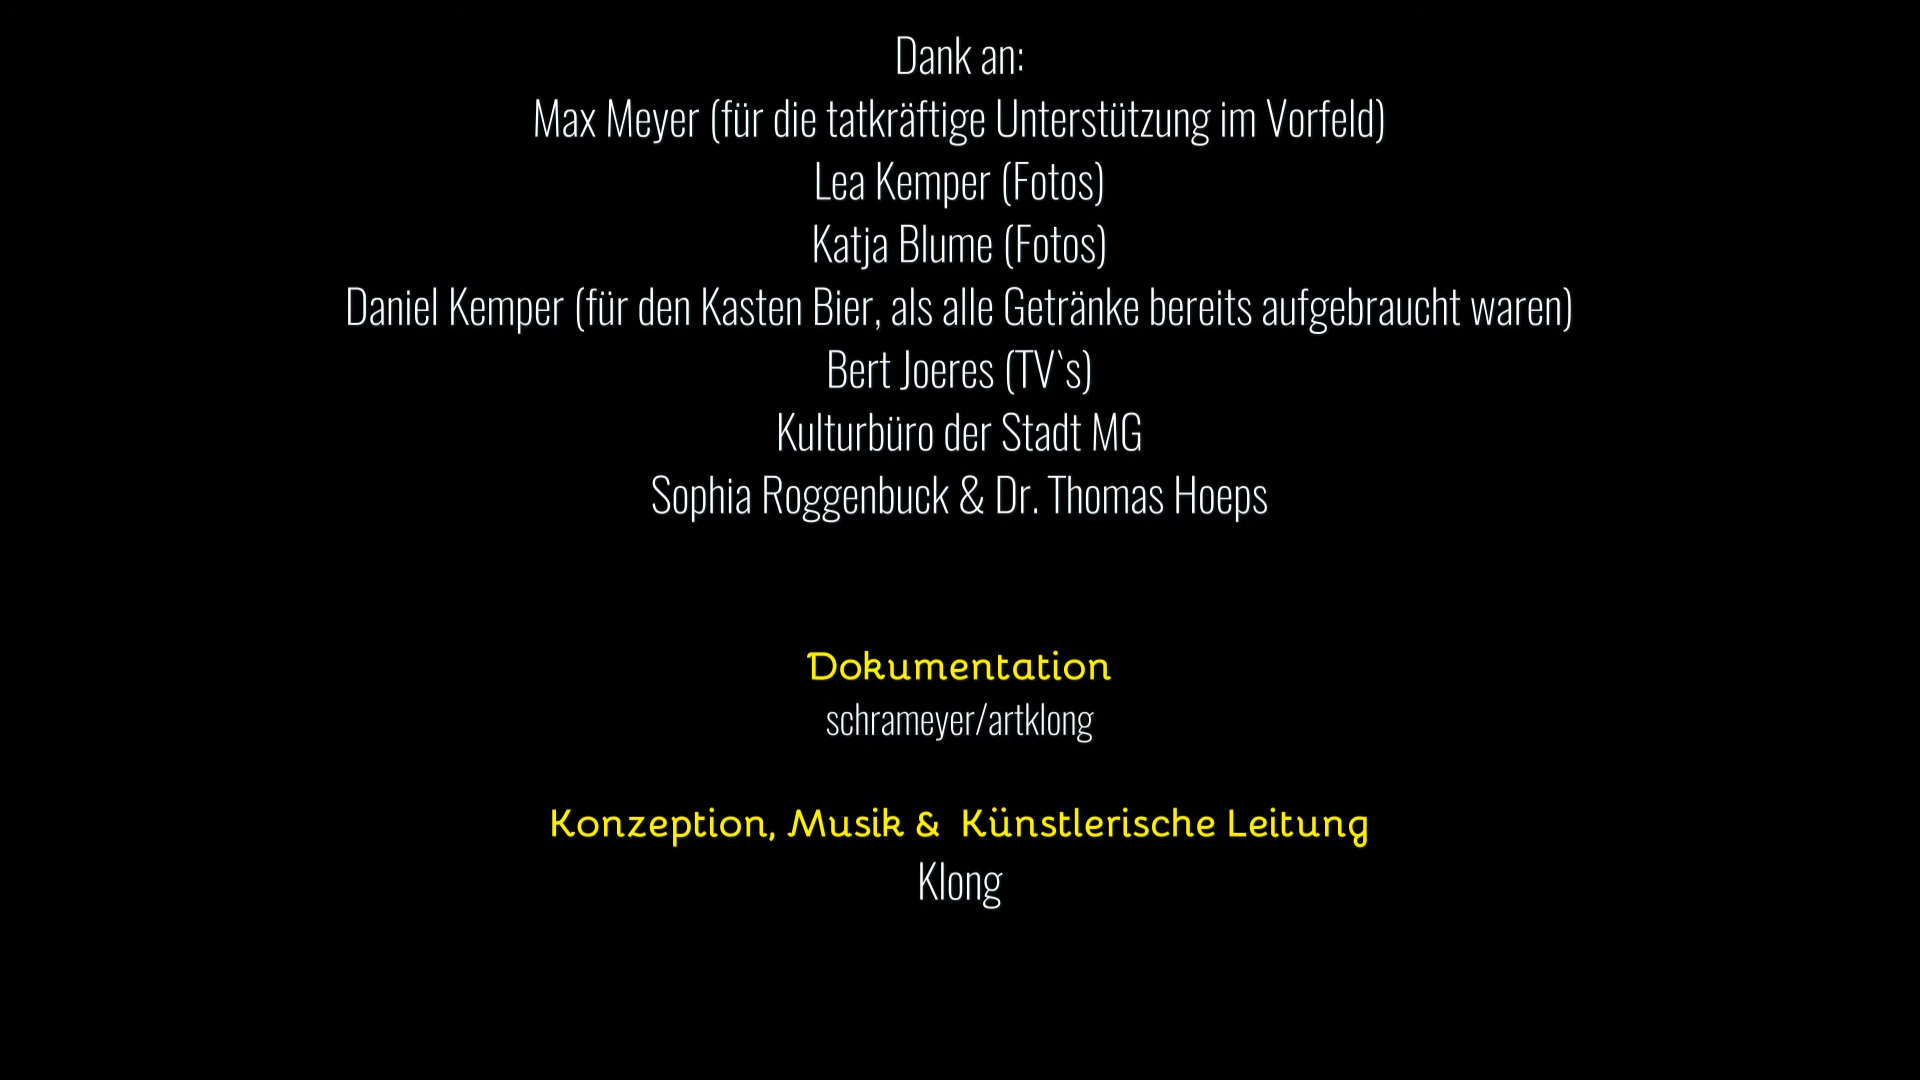 Dank an:
Max Meyer (für die tatkräftige Unterstützung im Vorfeld)
Lea Kemper (Fotos)
Katja Blume (Fotos)
Daniel Kemper (für den Kasten Bier, als alle Getränke bereits aufgebraucht waren)
Bert Joeres (TV`s)
Kulturbüro der Stadt MG
Sophia Roggenbuck & Dr. Thomas Hoeps
Dokumentation
schrameyer/artklong
Konzeption, Musik & Künstlerische Leitung
Klong